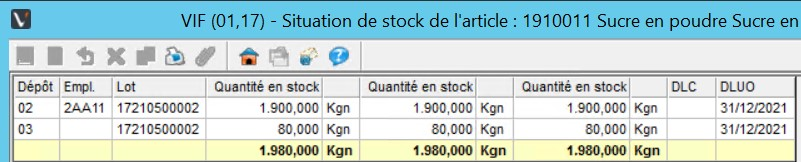 VIF (01,17) - Situation de stock de l'article : 1910011 Sucre en poudre Sucre en
Dépôt Empl. Lot Quantité en stock Quantité en stock Quantité en stock DLC DLUO
02 2AA11 17210500002 1.900,000 Kgn 1.900,000 Kgn 1.900,000 Kgn 31/12/2021
03 17210500002 80,000 Kgn 80,000 Kgn 80,000 Kgn 31/12/2021
1.980,000 Kgn 1.980,000 Kgn 1.980,000 Kgn